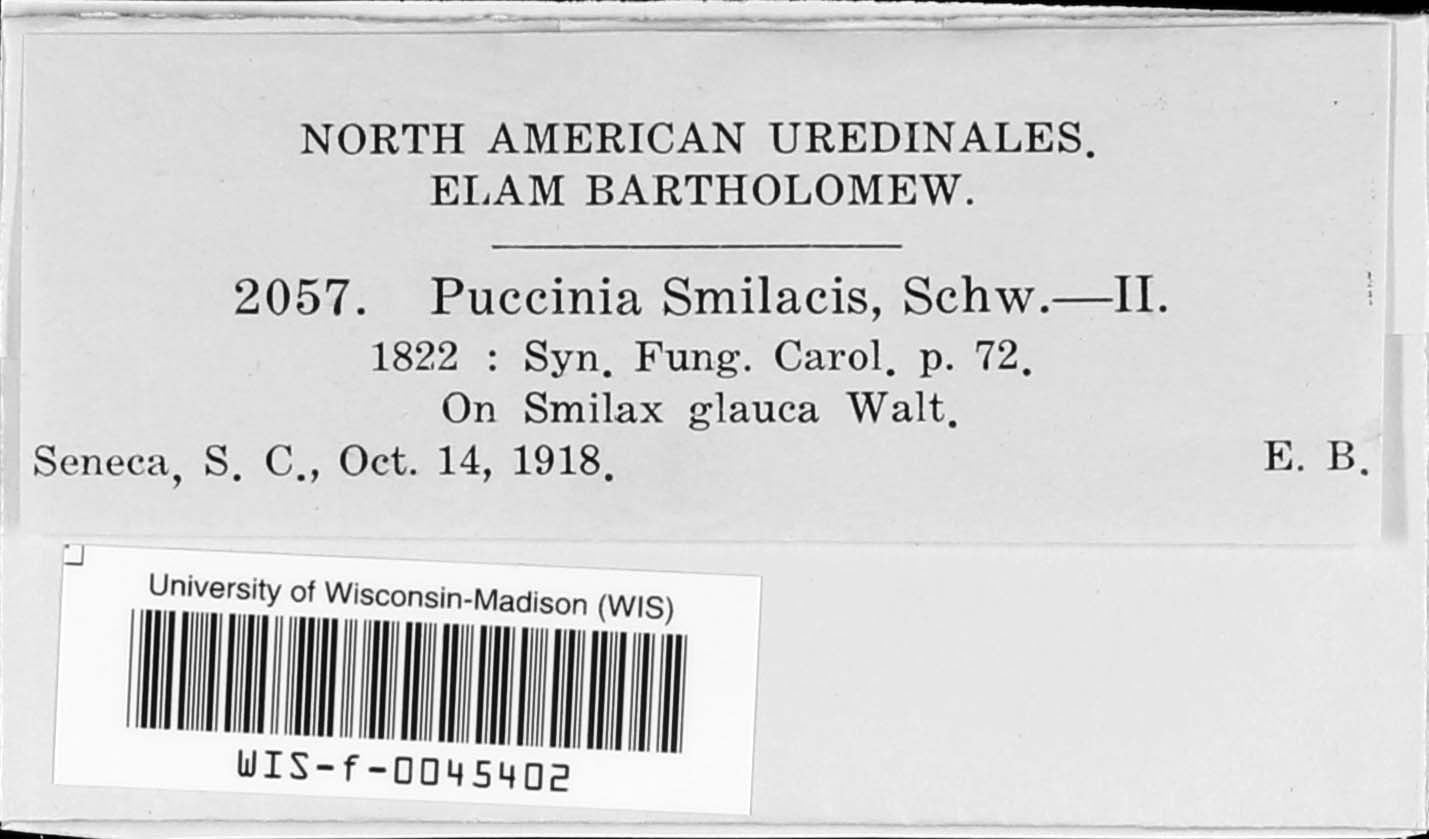 NORTH AMERICAN UREDINALES.
ELAM BARTHOLOMEW.
2057. Puccinia Smilacis, Schw.—II.
1822 : Syn. Fung. Carol. p. 72.
On Smilax glauca Walt.
Seneca, S. C., Oct. 14, 1918. E. B.
University of Wisconsin-Madison (WIS)
WIS-f-0045402